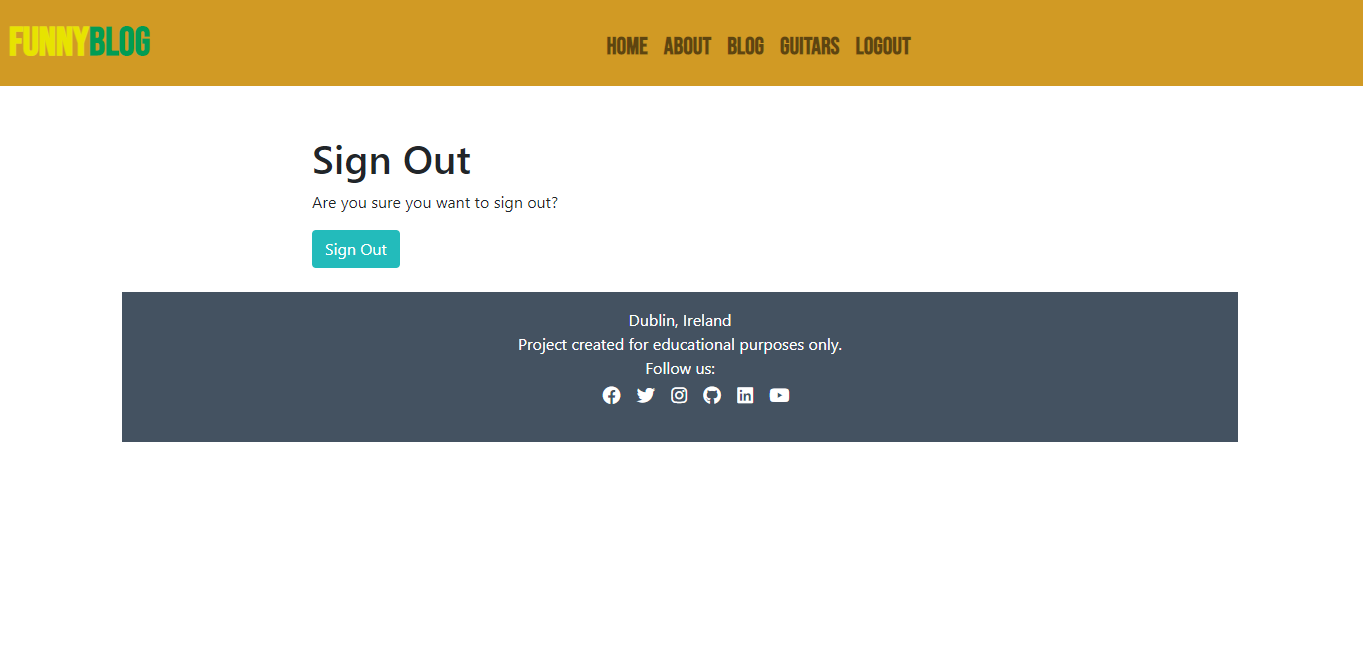 FUNNYBLOG
HOME ABOUT BLOG GUITARS LOGOUT
Sign Out
Are you sure you want to sign out?
Sign Out
Dublin, Ireland
Project created for educational purposes only.
Follow us: